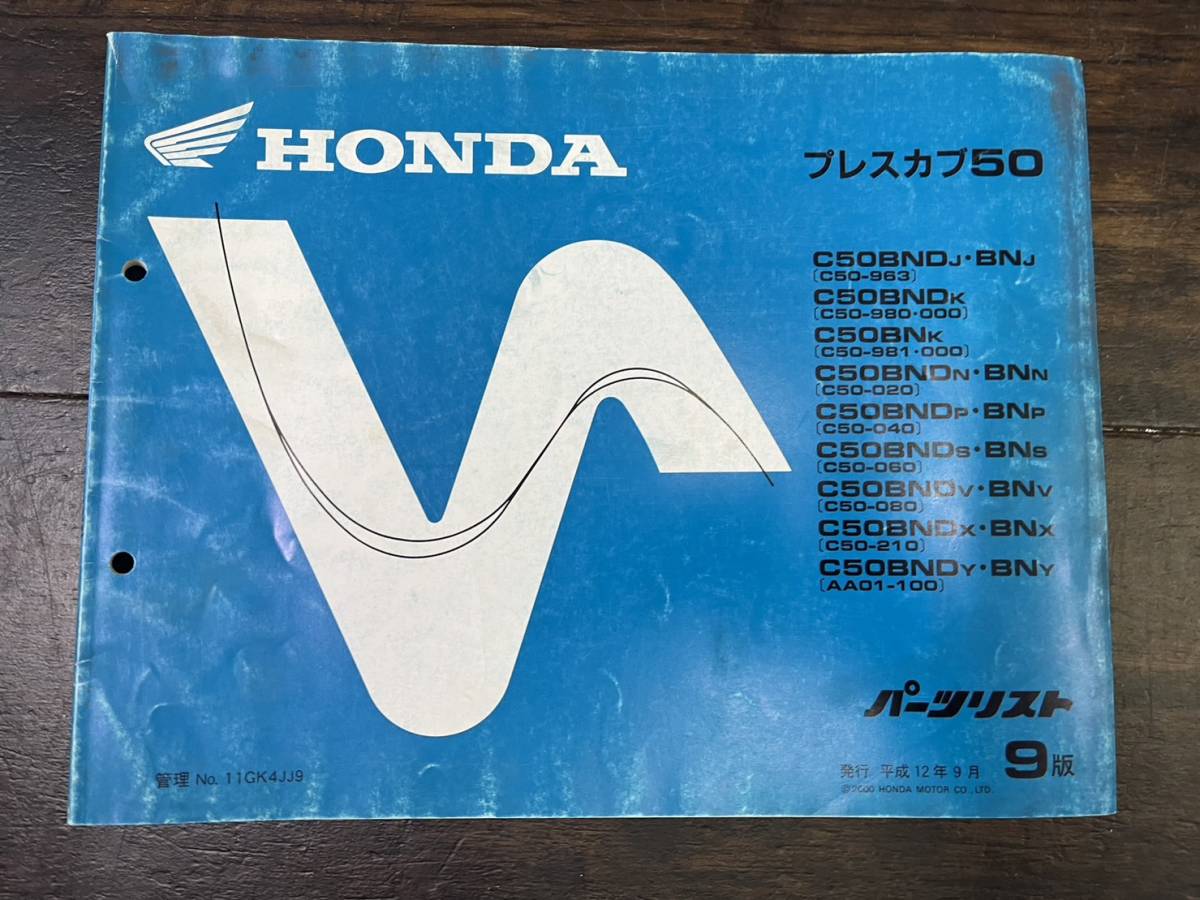 HONDA
プレスカブ50
C50BNDJ・BNJ
〔C50-963〕
C50BNDK
〔C50-980・000〕
C50BNK
〔C50-981・000〕
C50BNDN・BNN
〔C50-020〕
C50BNDP・BNP
〔C50-040〕
C50BNDS・BNS
〔C50-060〕
C50BNDV・BNV
〔C50-080〕
C50BNDX・BNX
〔C50-210〕
C50BNDY・BNY
〔AA01-100〕
パーツリスト
9版
発行 平成12年9月
©2000 HONDA MOTOR CO., LTD.
管理 No. 11GK4JJ9